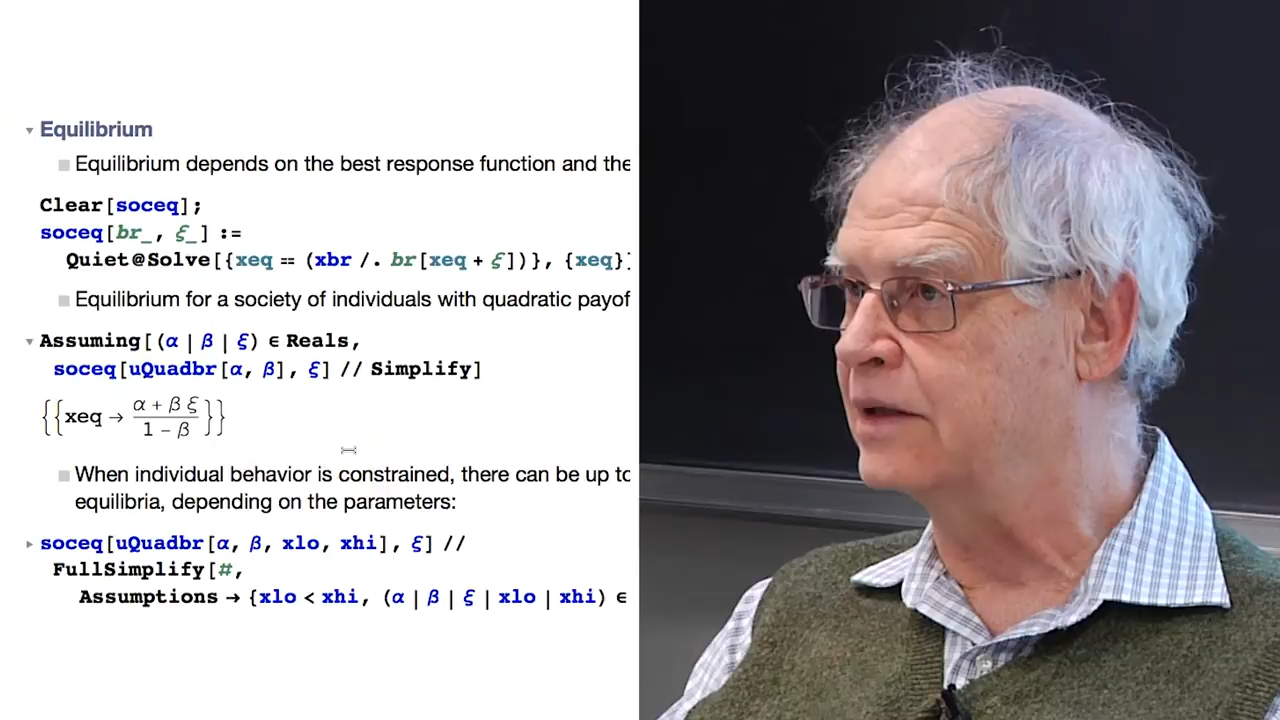 Equilibrium
Equilibrium depends on the best response function and the
Clear[soceq];
soceq[br_, ξ_] :=
Quiet@Solve[{xeq == (xbr /. br[xeq + ξ])}, {xeq}]
Equilibrium for a society of individuals with quadratic payof
Assuming[(α | β | ξ) ∈ Reals,
soceq[uQuadbr[α, β], ξ] // Simplify]
{{xeq → (α + β ξ)/(1 - β)}}
When individual behavior is constrained, there can be up to
equilibria, depending on the parameters:
soceq[uQuadbr[α, β, xlo, xhi], ξ] //
FullSimplify[#,
Assumptions → {xlo < xhi, (α | β | ξ | xlo | xhi) ∈